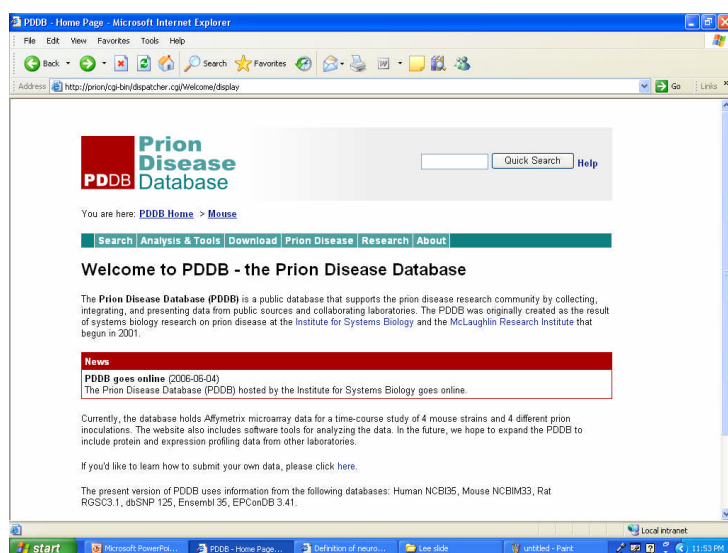 PDDB - Home Page - Microsoft Internet Explorer
File Edit View Favorites Tools Help
Back Search Favorites
Address http://prion/cgi-bin/dispatcher.cgi/Welcome/display Go Links
PDDB Prion Disease Database
Quick Search Help
You are here: PDDB Home > Mouse
Search Analysis & Tools Download Prion Disease Research About
Welcome to PDDB - the Prion Disease Database
The Prion Disease Database (PDDB) is a public database that supports the prion disease research community by collecting,
integrating, and presenting data from public sources and collaborating laboratories. The PDDB was originally created as the result
of systems biology research on prion disease at the Institute for Systems Biology and the McLaughlin Research Institute that
begun in 2001.
News
PDDB goes online (2006-06-04)
The Prion Disease Database (PDDB) hosted by the Institute for Systems Biology goes online.
Currently, the database holds Affymetrix microarray data for a time-course study of 4 mouse strains and 4 different prion
inoculations. The website also includes software tools for analyzing the data. In the future, we hope to expand the PDDB to
include protein and expression profiling data from other laboratories.
If you'd like to learn how to submit your own data, please click here.
The present version of PDDB uses information from the following databases: Human NCBI35, Mouse NCBIM33, Rat
RGSC3.1, dbSNP 125, Ensembl 35, EPConDB 3.41.
Local intranet
start Microsoft PowerPoi... PDDB - Home Page... Definition of neuro... Lee slide untitled - Paint 11:53 PM